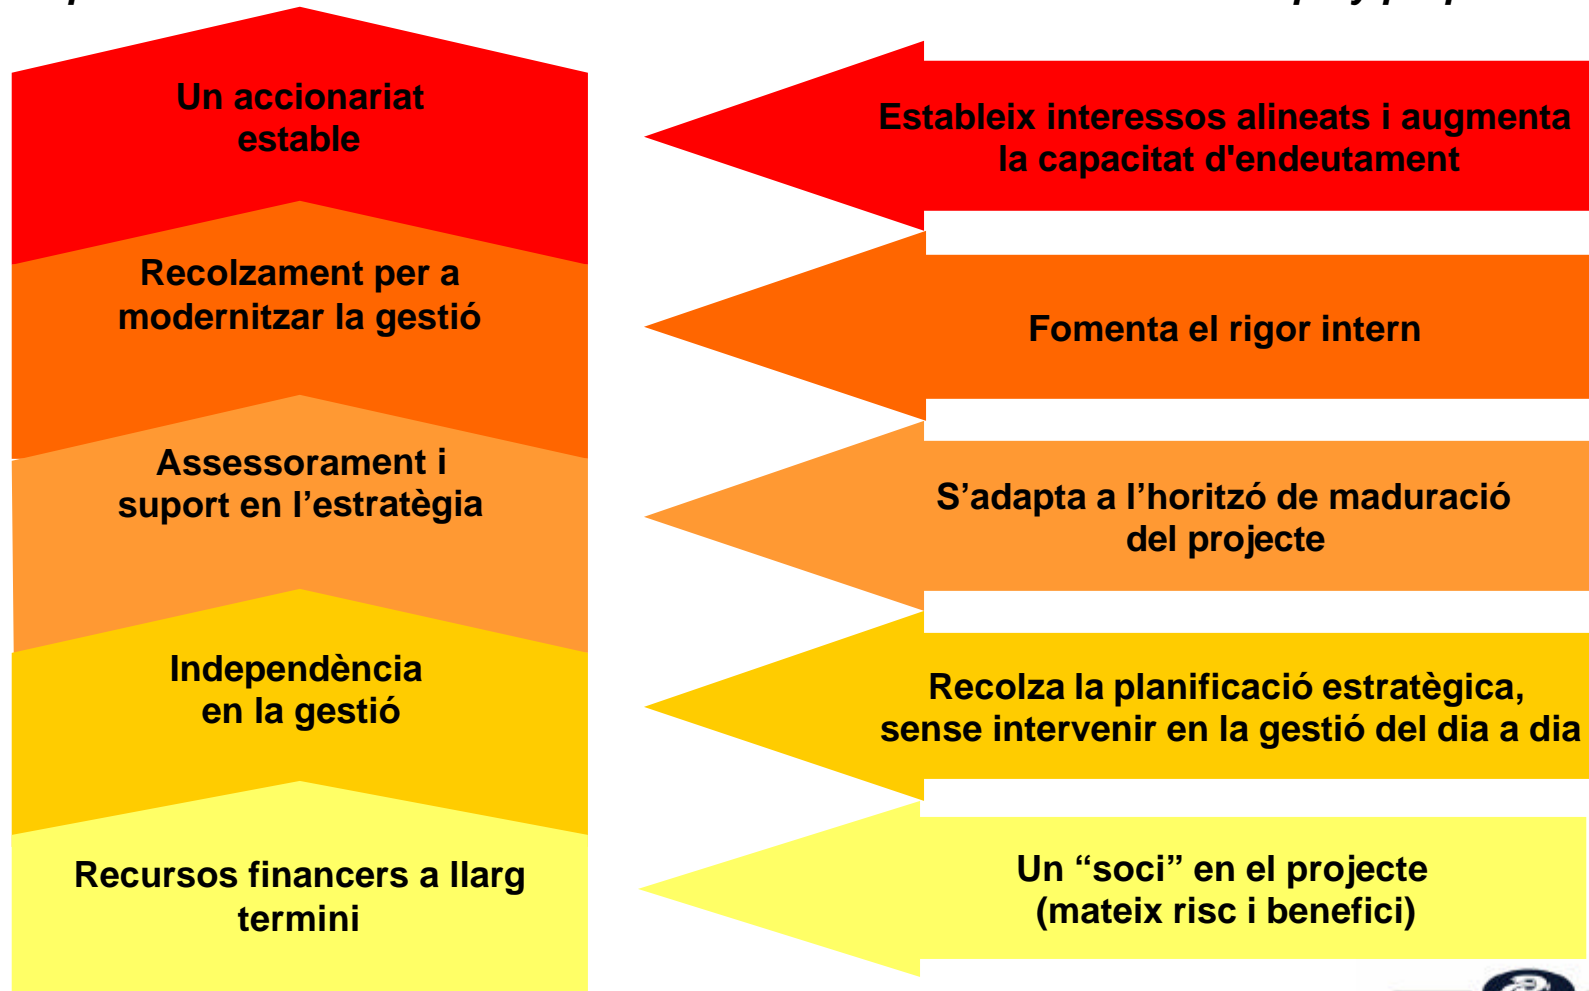 Un accionariat
estable
Estableix interessos alineats i augmenta
la capacitat d'endeutament
Recolzament per a
modernitzar la gestió
Fomenta el rigor intern
Assessorament i
suport en l’estratègia
S’adapta a l’horitzó de maduració
del projecte
Independència
en la gestió
Recolza la planificació estratègica,
sense intervenir en la gestió del dia a dia
Recursos financers a llarg
termini
Un “soci” en el projecte
(mateix risc i benefici)